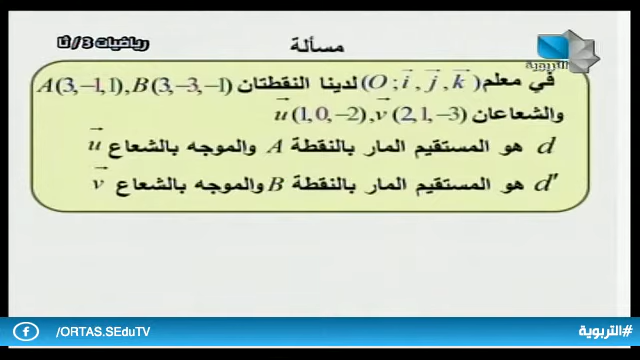 رياضيات / 3 ثا
مسألة
التربوية
في معلم (O ; i⃗ , j⃗ , k⃗) لدينا النقطتان A(3,−1,1), B(3,−3,−1)
والشعاعان u⃗(1,0,−2), v⃗(2,1,−3)
d هو المستقيم المار بالنقطة A والموجه بالشعاع u⃗
d′ هو المستقيم المار بالنقطة B والموجه بالشعاع v⃗
/ORTAS.SEduTV
#التربوية